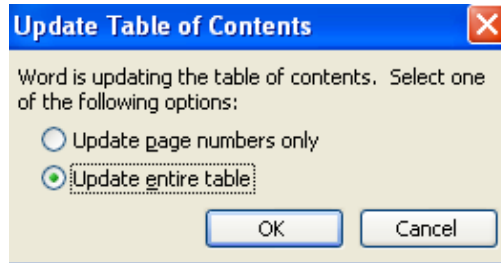 Update Table of Contents
Word is updating the table of contents. Select one
of the following options:
Update page numbers only
Update entire table
OK Cancel